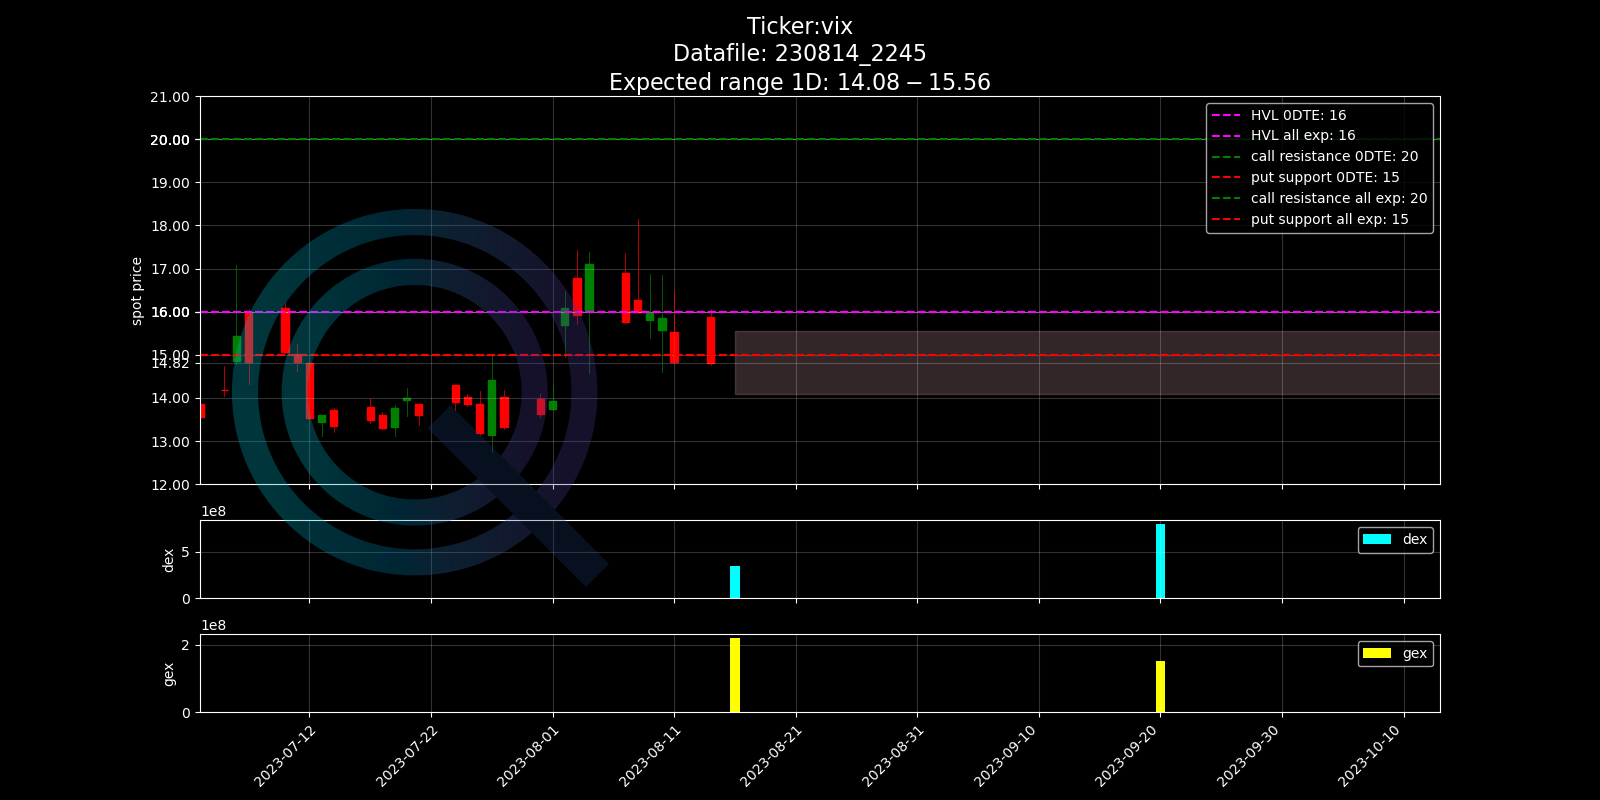 Ticker:vix
Datafile: 230814_2245
Expected range 1D: 14.08 − 15.56
21.00
20.00
19.00
18.00
17.00
16.00
15.00
14.82
14.00
13.00
12.00
spot price
HVL 0DTE: 16
HVL all exp: 16
call resistance 0DTE: 20
put support 0DTE: 15
call resistance all exp: 20
put support all exp: 15
1e8
5
0
dex
dex
1e8
2
0
gex
gex
2023-07-12
2023-07-22
2023-08-01
2023-08-11
2023-08-21
2023-08-31
2023-09-10
2023-09-20
2023-09-30
2023-10-10